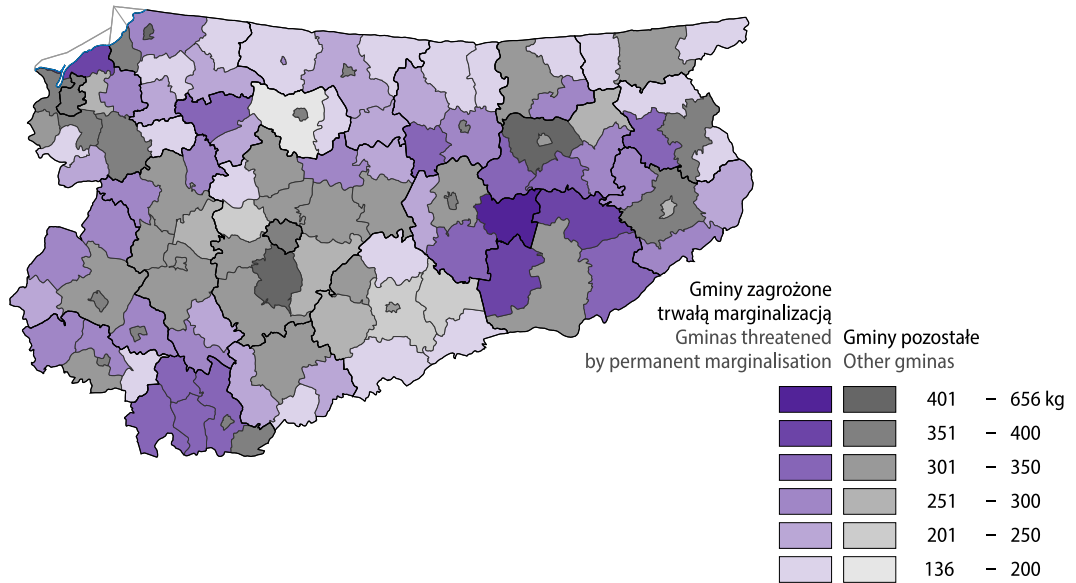 Gminy zagrożone
trwałą marginalizacją
Gminas threatened Gminy pozostałe
by permanent marginalisation Other gminas
401 – 656 kg
351 – 400
301 – 350
251 – 300
201 – 250
136 – 200